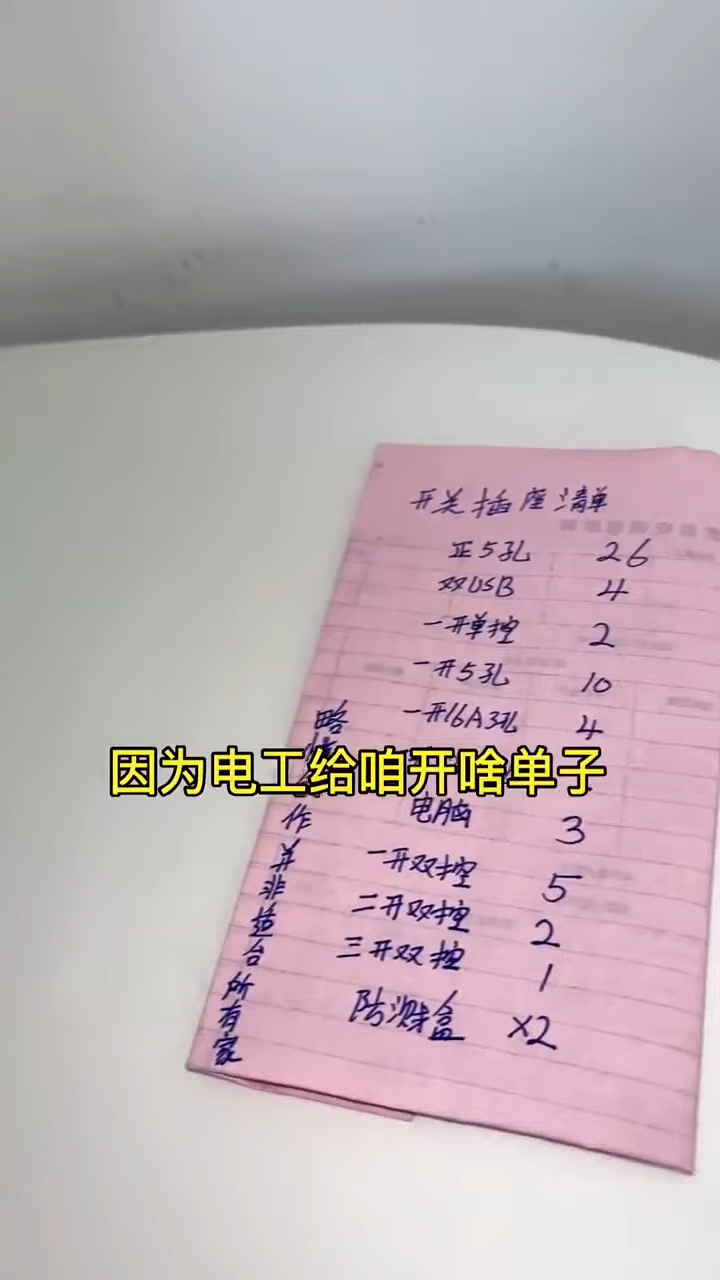 开关插座清单
正5孔 26
双USB 4
一开单控 2
一开5孔 10
一开16A3孔 4
因为电工给咱开啥单子
电脑 3
一开双控 5
二开双控 2
三开双控 1
防溅盒 ×2
略
作
并非适合所有家